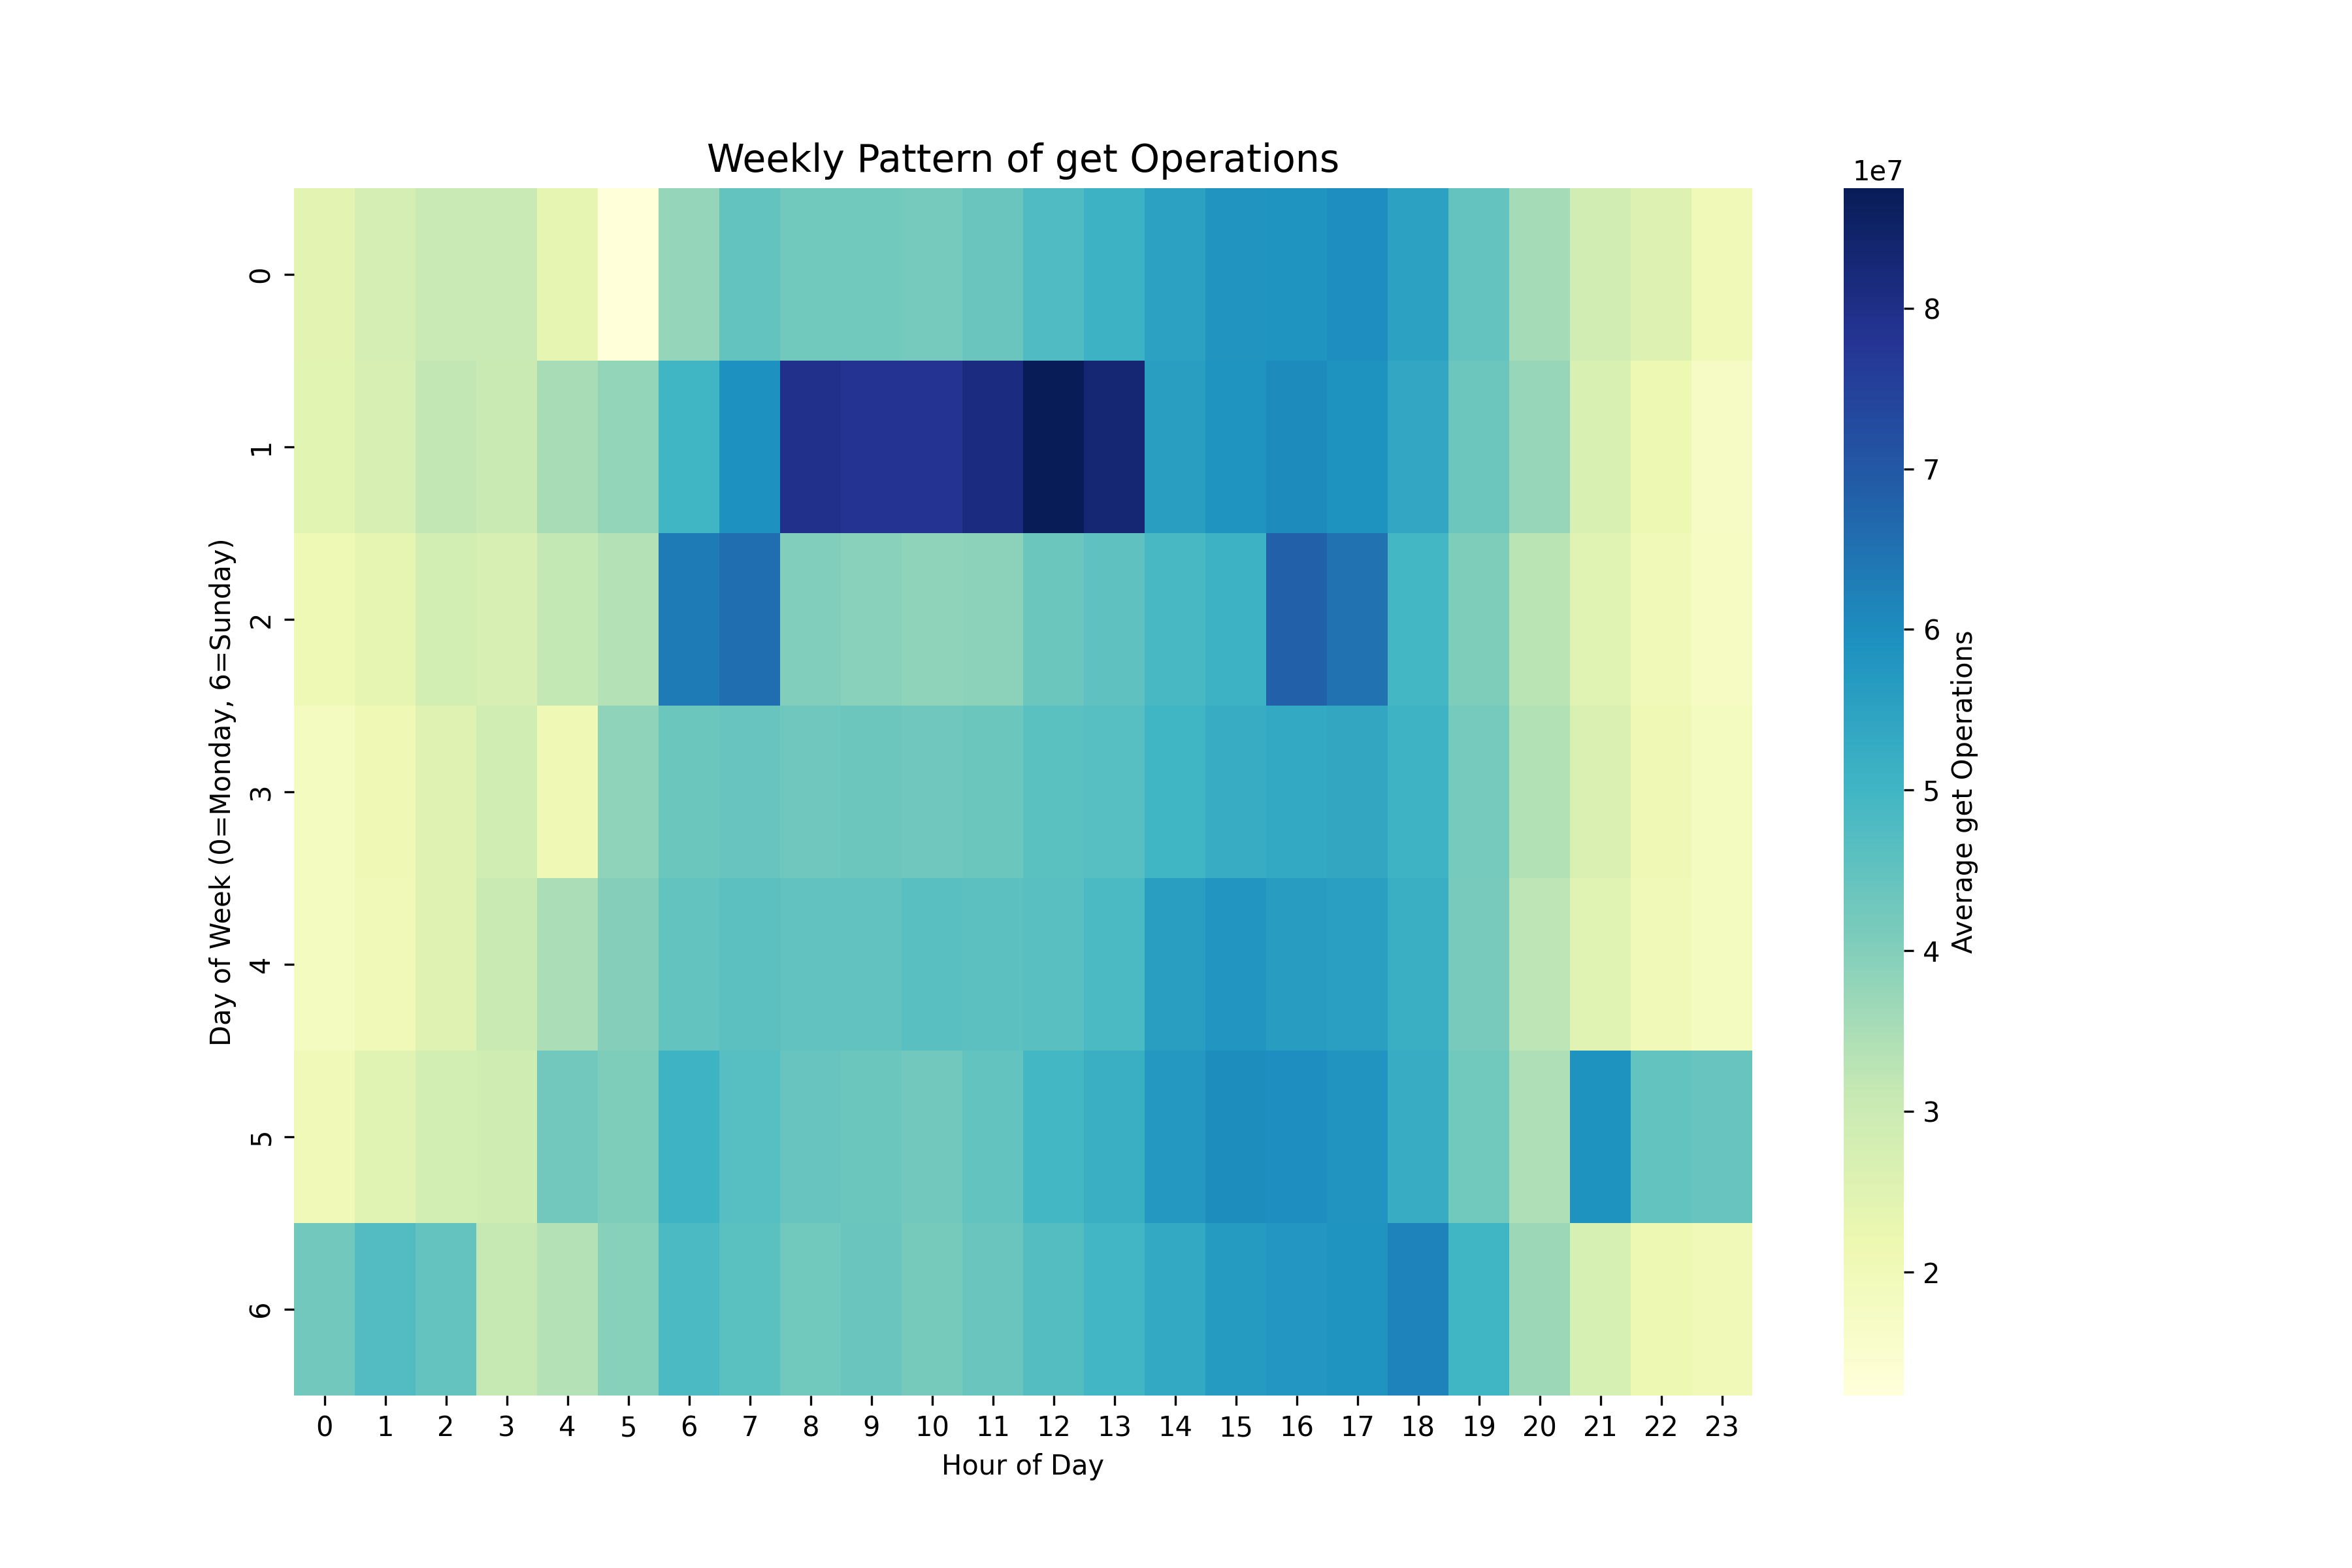 Weekly Pattern of get Operations
1e7
0
1
2
3
4
5
6
Day of Week (0=Monday, 6=Sunday)
0 1 2 3 4 5 6 7 8 9 10 11 12 13 14 15 16 17 18 19 20 21 22 23
Hour of Day
8
7
6
5
4
3
2
Average get Operations